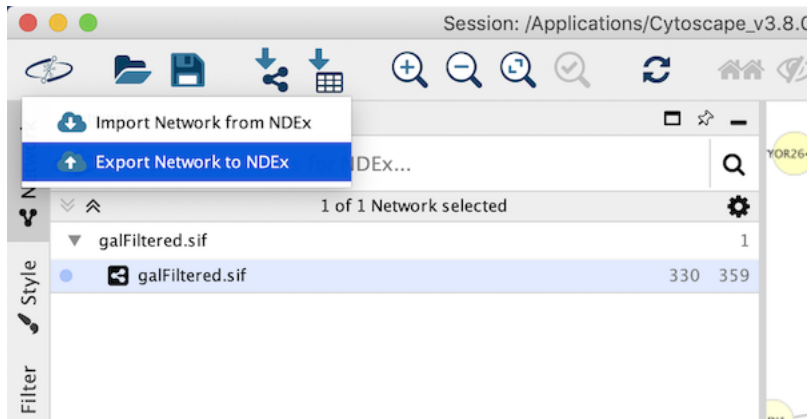 Session: /Applications/Cytoscape_v3.8.0
Import Network from NDEx
Export Network to NDEx
NDEx...
YOR26
1 of 1 Network selected
galFiltered.sif 1
galFiltered.sif 330 359
Style
Filter